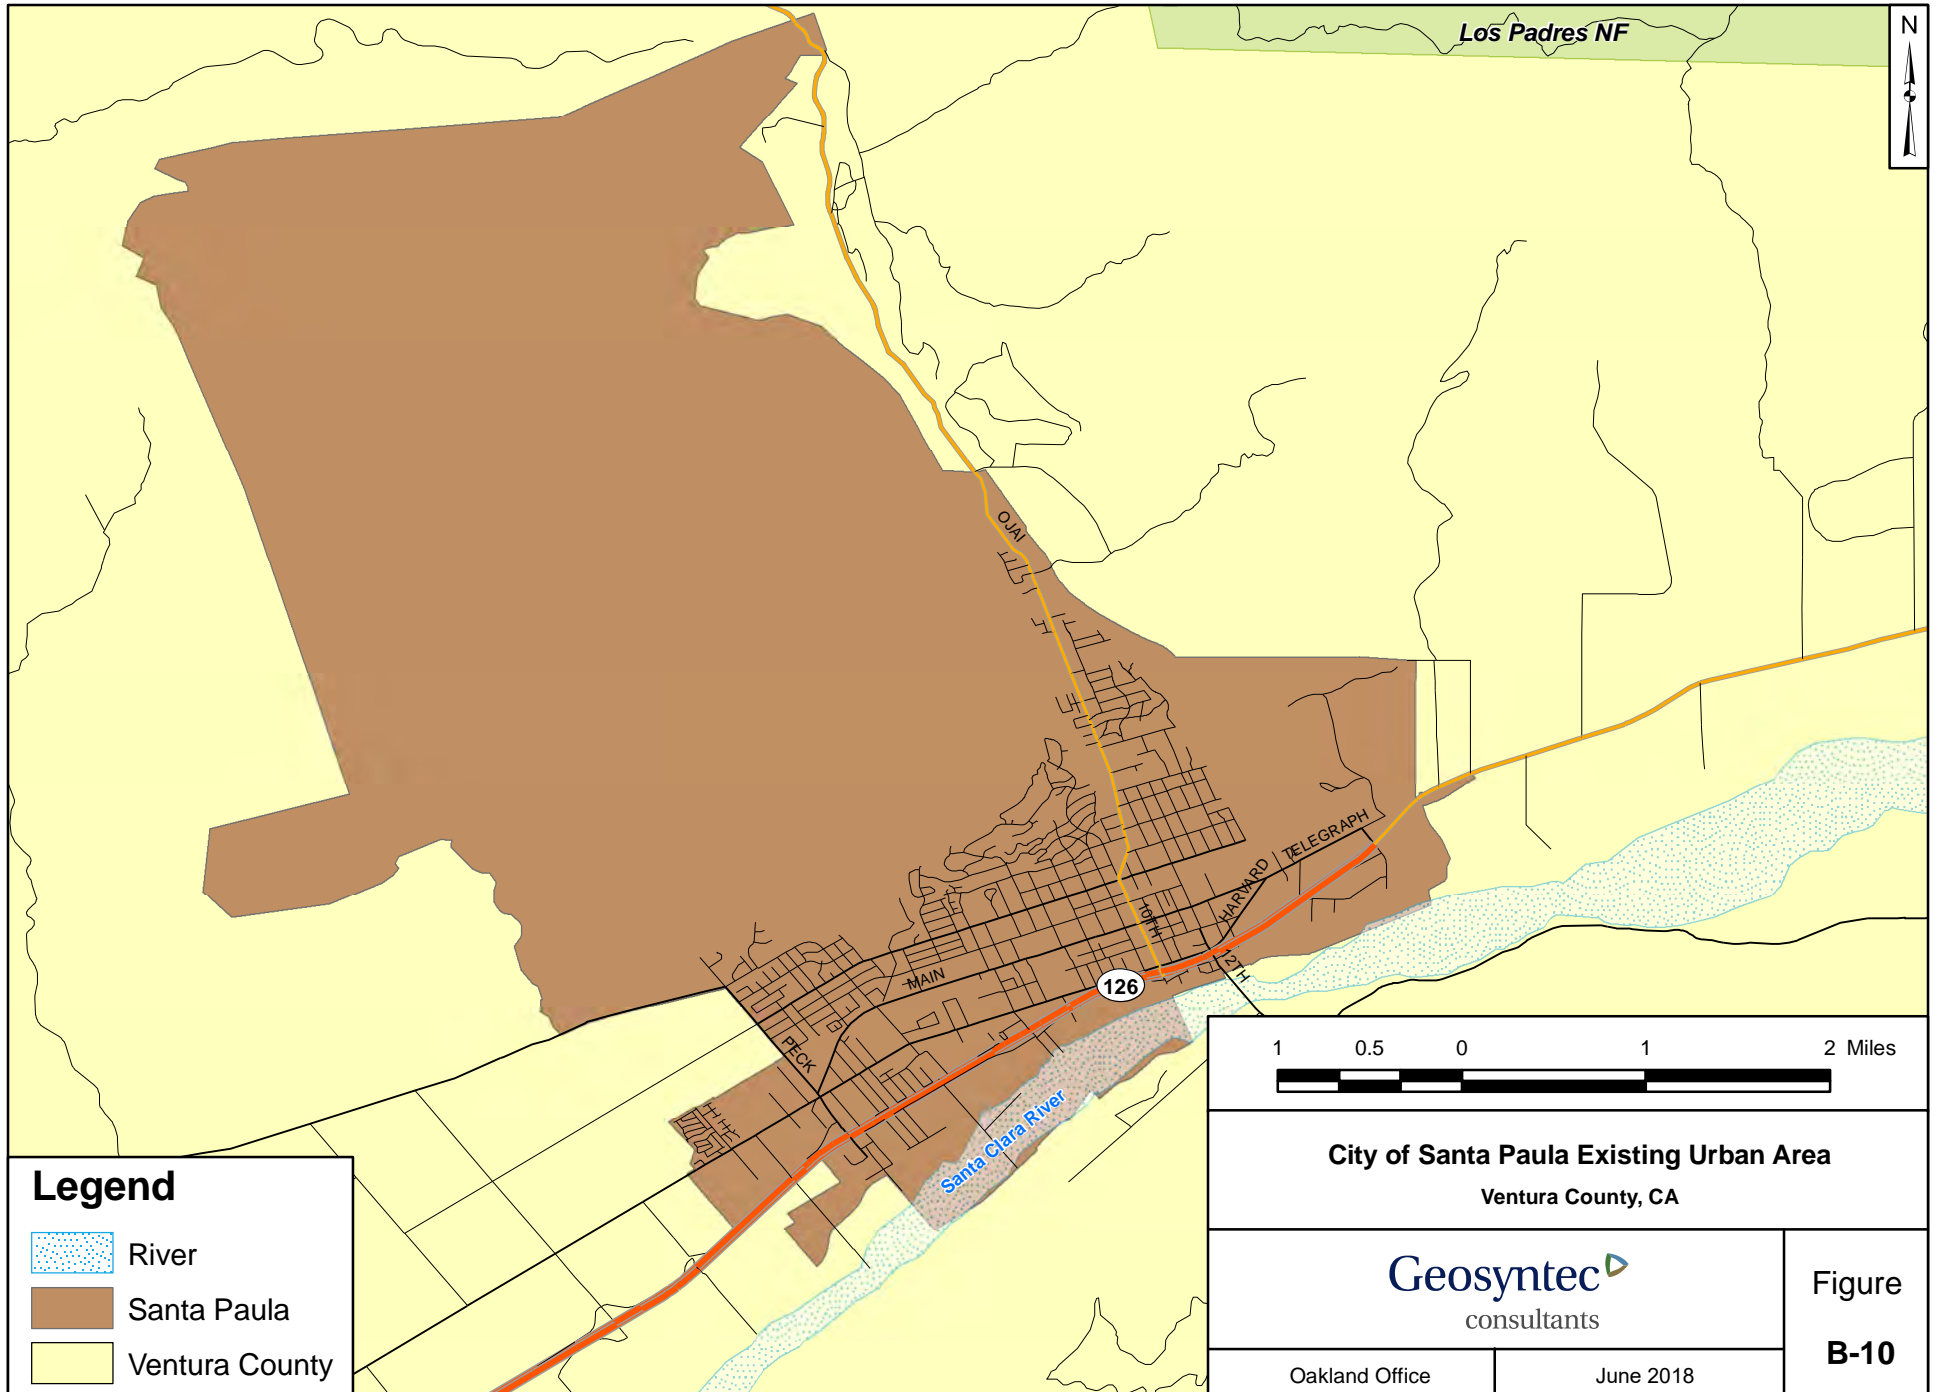 Los Padres NF
N
OJAI
TELEGRAPH
HARVARD
10TH
12TH
MAIN
126
PECK
Santa Clara River
1 0.5 0 1 2 Miles
City of Santa Paula Existing Urban Area
Ventura County, CA
Geosyntec
consultants
Figure
B-10
Oakland Office
June 2018
Legend
River
Santa Paula
Ventura County